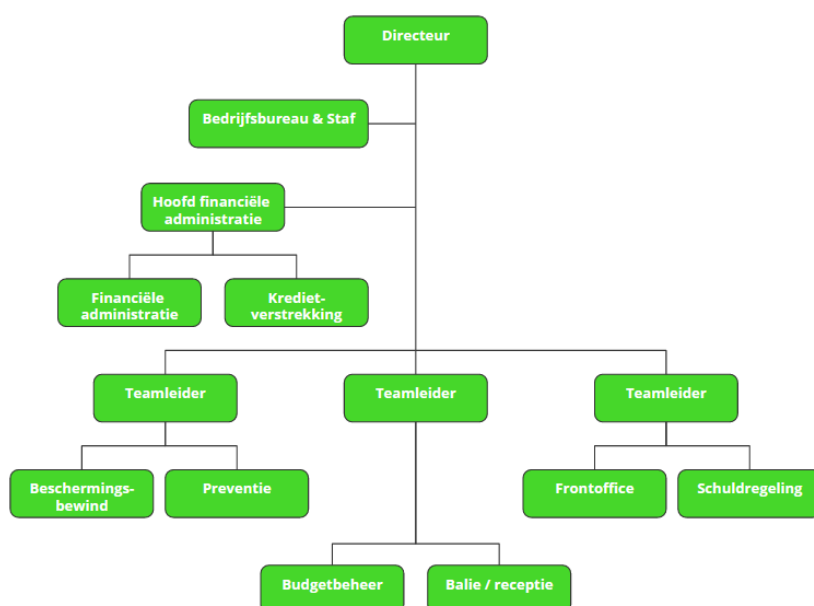 Directeur
Bedrijfsbureau & Staf
Hoofd financiële
administratie
Financiële
administratie
Krediet-
verstrekking
Teamleider
Teamleider
Teamleider
Beschermings-
bewind
Preventie
Frontoffice
Schuldregeling
Budgetbeheer
Balie / receptie